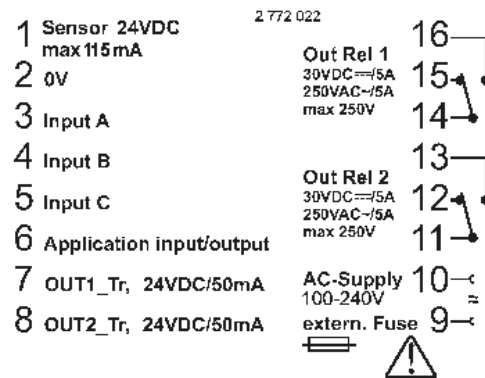 2 772 022
1 Sensor 24VDC
max 115 mA
2 0V
3 Input A
4 Input B
5 Input C
6 Application input/output
7 OUT1_Tr, 24VDC/50mA
8 OUT2_Tr, 24VDC/50mA
16
Out Rel 1
30VDC⎓/5A 15
250VAC~/5A
max 250V 14
13
Out Rel 2
30VDC⎓/5A 12
250VAC~/5A
max 250V 11
AC-Supply 10
100-240V ≈
extern. Fuse 9
!